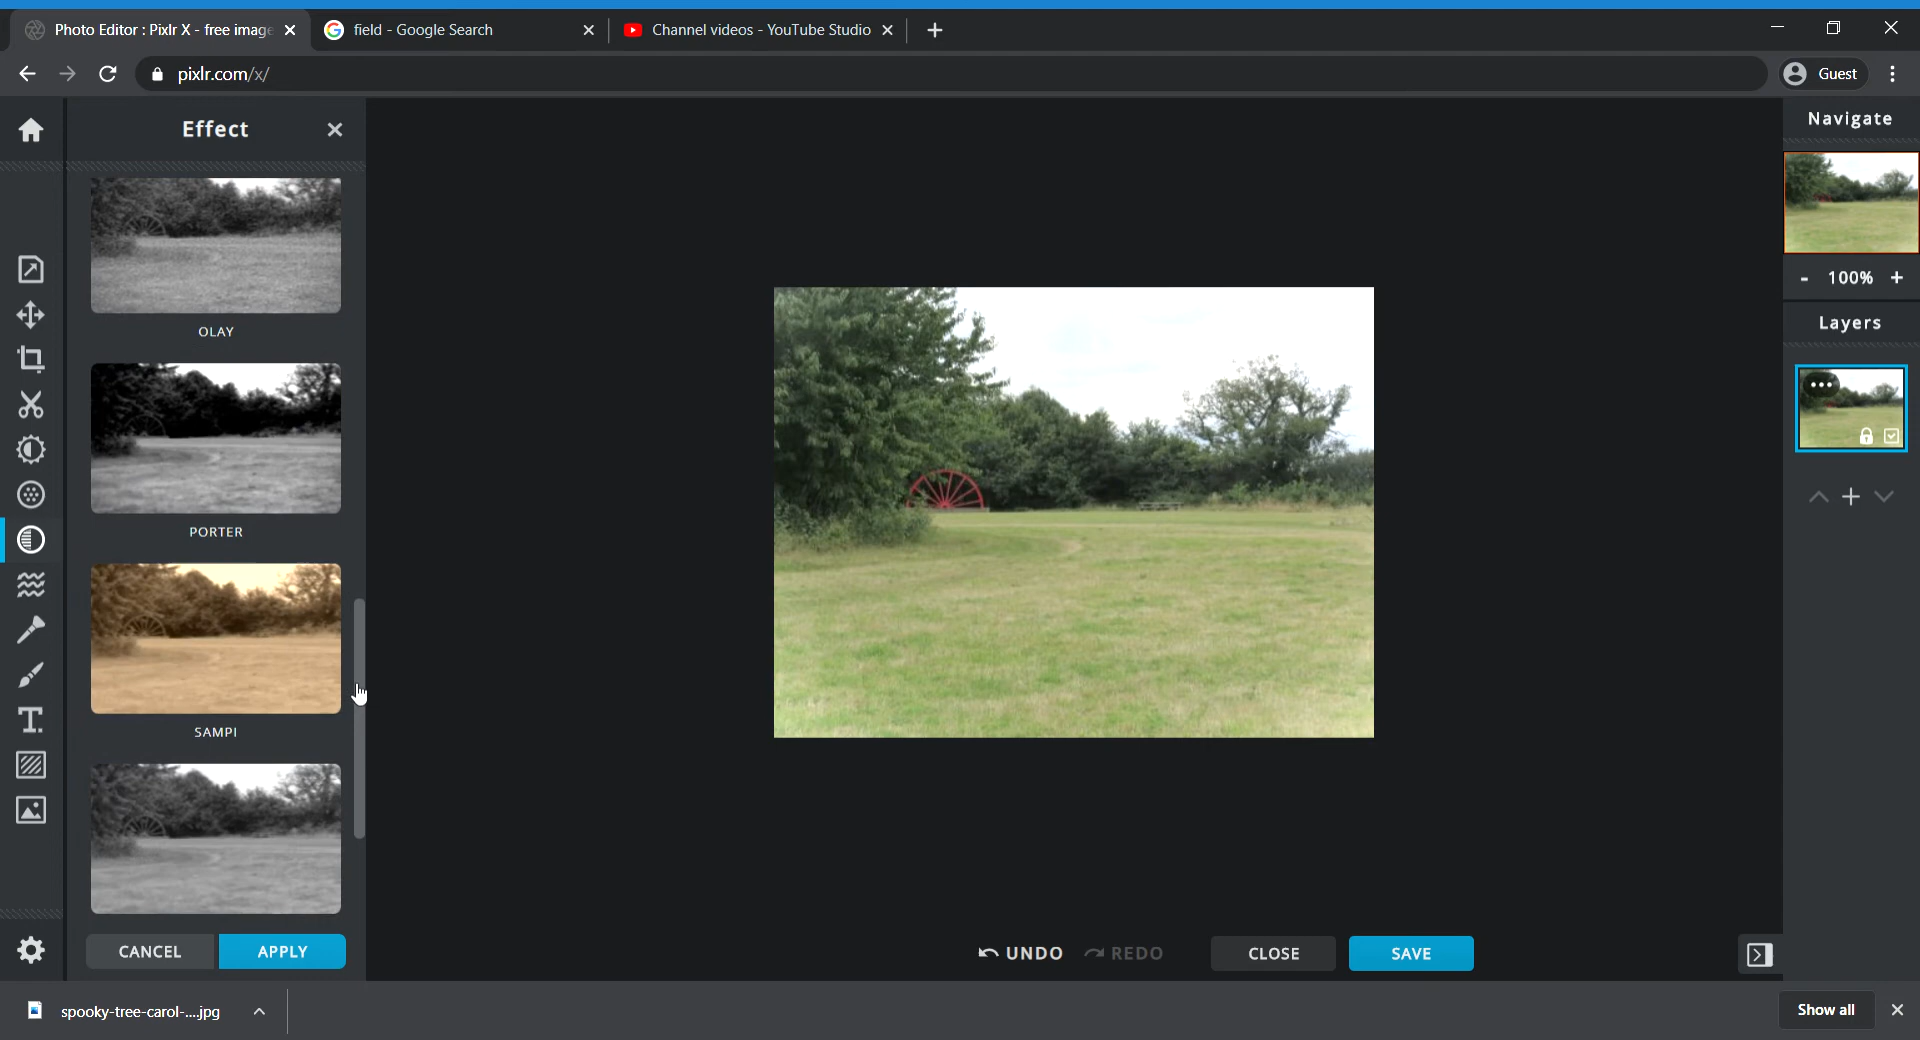 Photo Editor : Pixlr X - free image
field - Google Search
Channel videos - YouTube Studio
pixlr.com/x/
Guest
Effect
OLAY
PORTER
SAMPI
CANCEL
APPLY
UNDO
REDO
CLOSE
SAVE
Navigate
- 100% +
Layers
spooky-tree-carol-....jpg
Show all